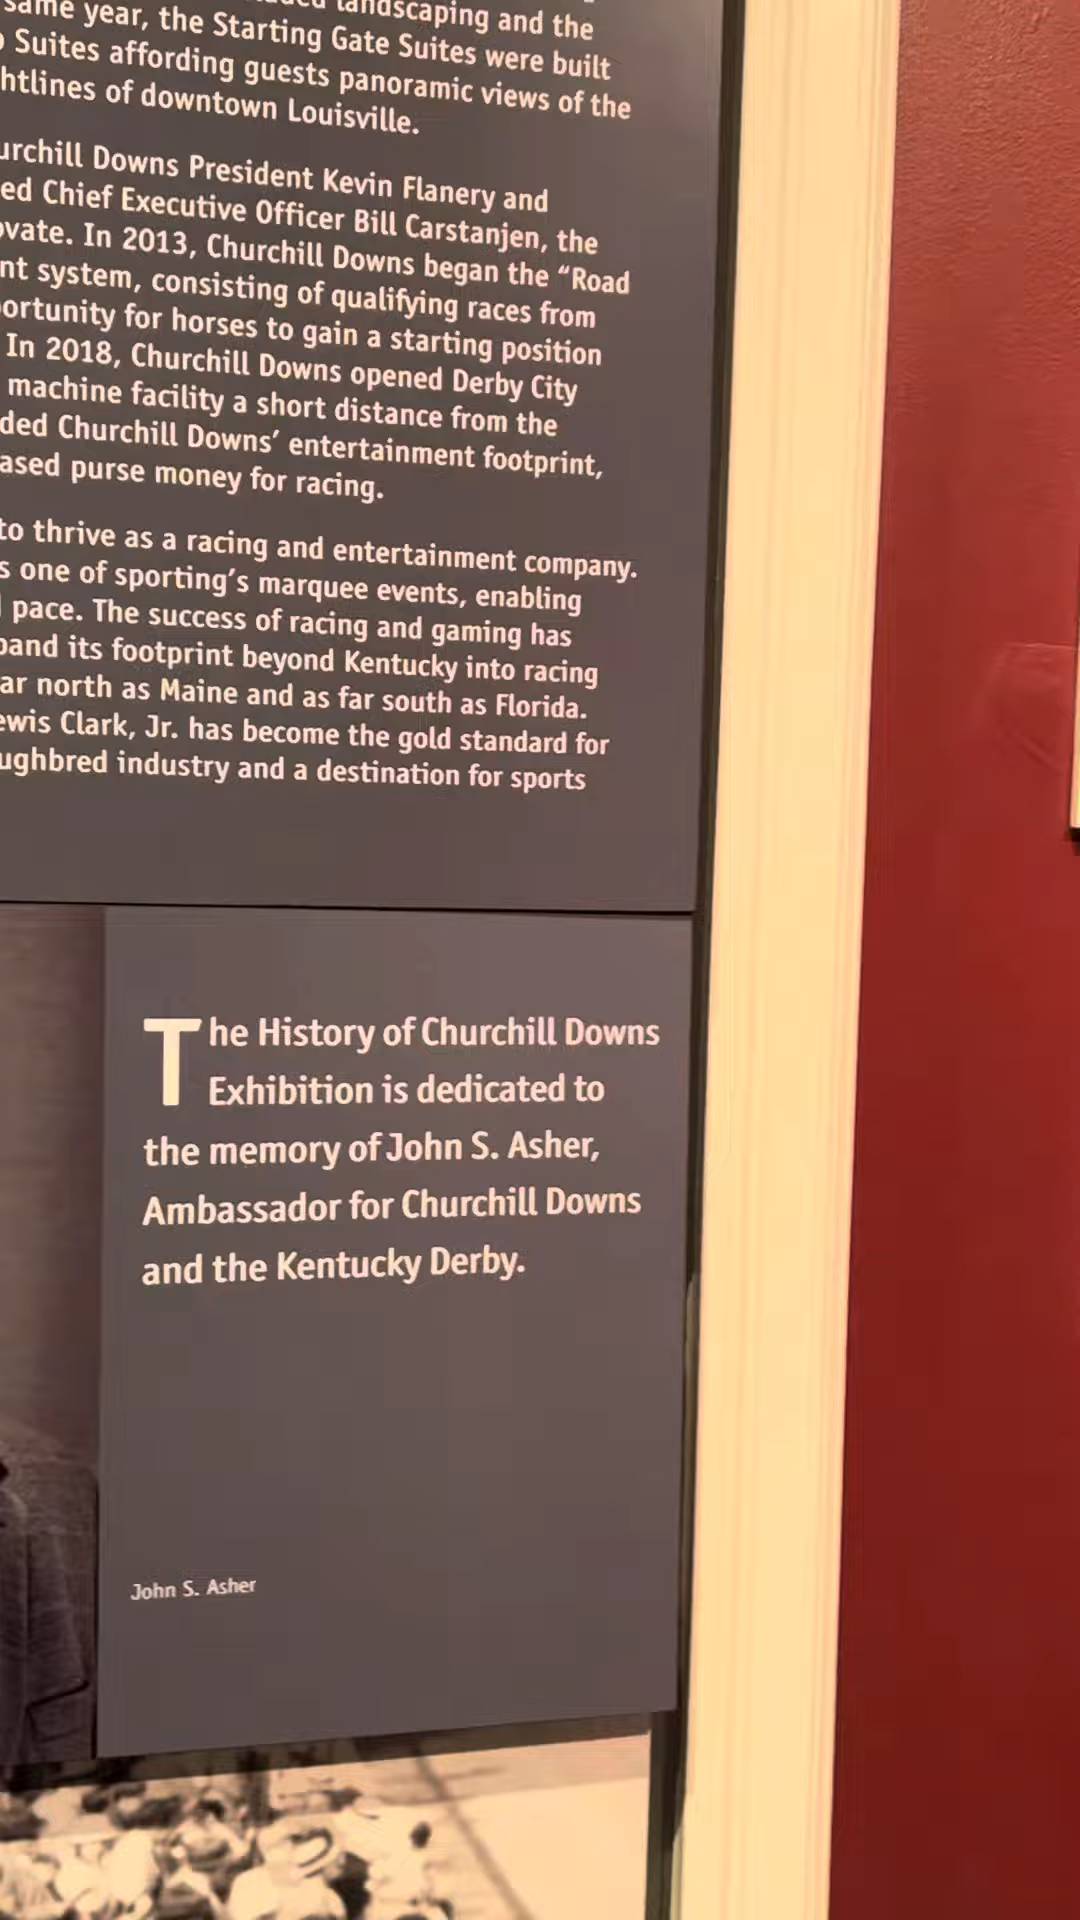 landscaping and the
same year, the Starting Gate Suites were built
Suites affording guests panoramic views of the
htlines of downtown Louisville.
urchill Downs President Kevin Flanery and
ed Chief Executive Officer Bill Carstanjen, the
ovate. In 2013, Churchill Downs began the “Road
nt system, consisting of qualifying races from
portunity for horses to gain a starting position
In 2018, Churchill Downs opened Derby City
machine facility a short distance from the
ded Churchill Downs’ entertainment footprint,
ased purse money for racing.
to thrive as a racing and entertainment company.
s one of sporting’s marquee events, enabling
pace. The success of racing and gaming has
pand its footprint beyond Kentucky into racing
ar north as Maine and as far south as Florida.
ewis Clark, Jr. has become the gold standard for
ughbred industry and a destination for sports
The History of Churchill Downs
Exhibition is dedicated to
the memory of John S. Asher,
Ambassador for Churchill Downs
and the Kentucky Derby.
John S. Asher